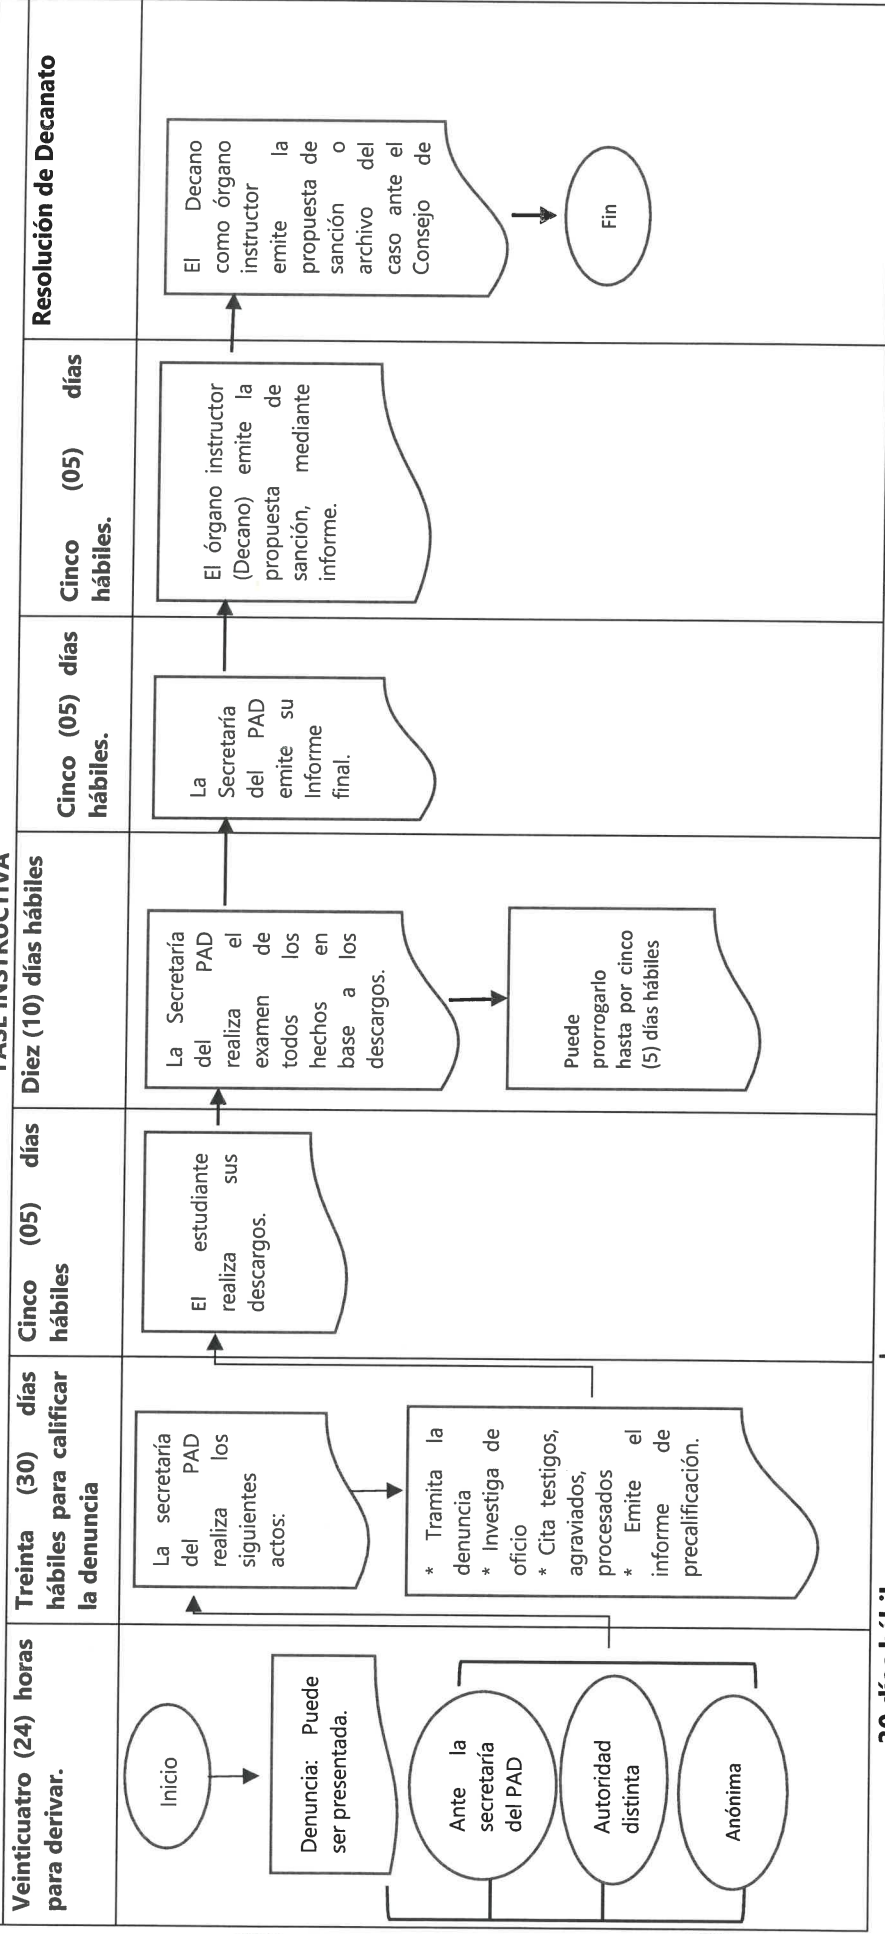 FASE INSTRUCTIVA
Veinticuatro (24) horas
para derivar.
Treinta (30) días
hábiles para calificar
la denuncia
Cinco (05) días
hábiles
Diez (10) días hábiles
Cinco (05) días
hábiles.
Cinco (05) días
hábiles.
Resolución de Decanato
Inicio
Denuncia: Puede
ser presentada.
Ante la
secretaría
del PAD
Autoridad
distinta
Anónima
La secretaría
del PAD
realiza los
siguientes
actos:
* Tramita la
denuncia
* Investiga de
oficio
* Cita testigos,
agraviados,
procesados
* Emite el
informe de
precalificación.
El estudiante
realiza sus
descargos.
La Secretaría
del PAD
realiza el
examen de
todos los
hechos en
base a los
descargos.
Puede
prorrogarlo
hasta por cinco
(5) días hábiles
La
Secretaría
del PAD
emite su
Informe
final.
El órgano instructor
(Decano) emite la
propuesta de
sanción, mediante
informe.
El Decano
como órgano
instructor
emite la
propuesta de
sanción o
archivo del
caso ante el
Consejo de
Fin